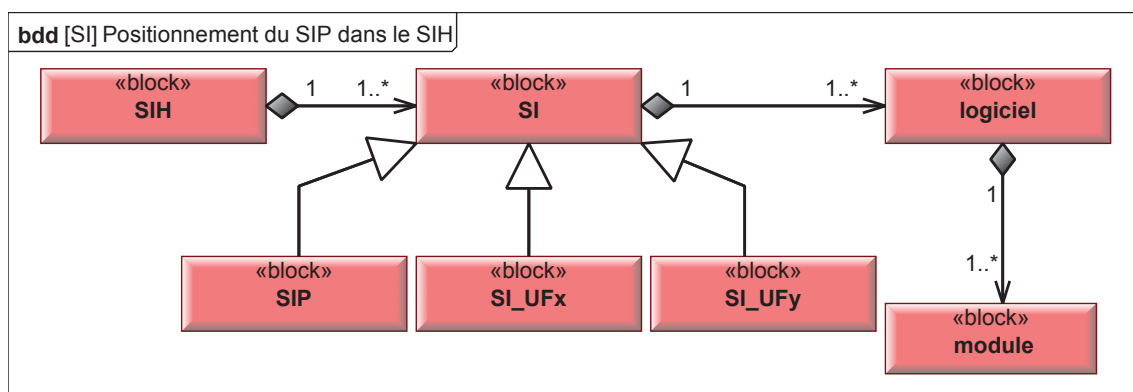 bdd [SI] Positionnement du SIP dans le SIH
«block»
SIH
1
1..*
«block»
SI
1
1..*
«block»
logiciel
1
1..*
«block»
SIP
«block»
SI_UFx
«block»
SI_UFy
«block»
module